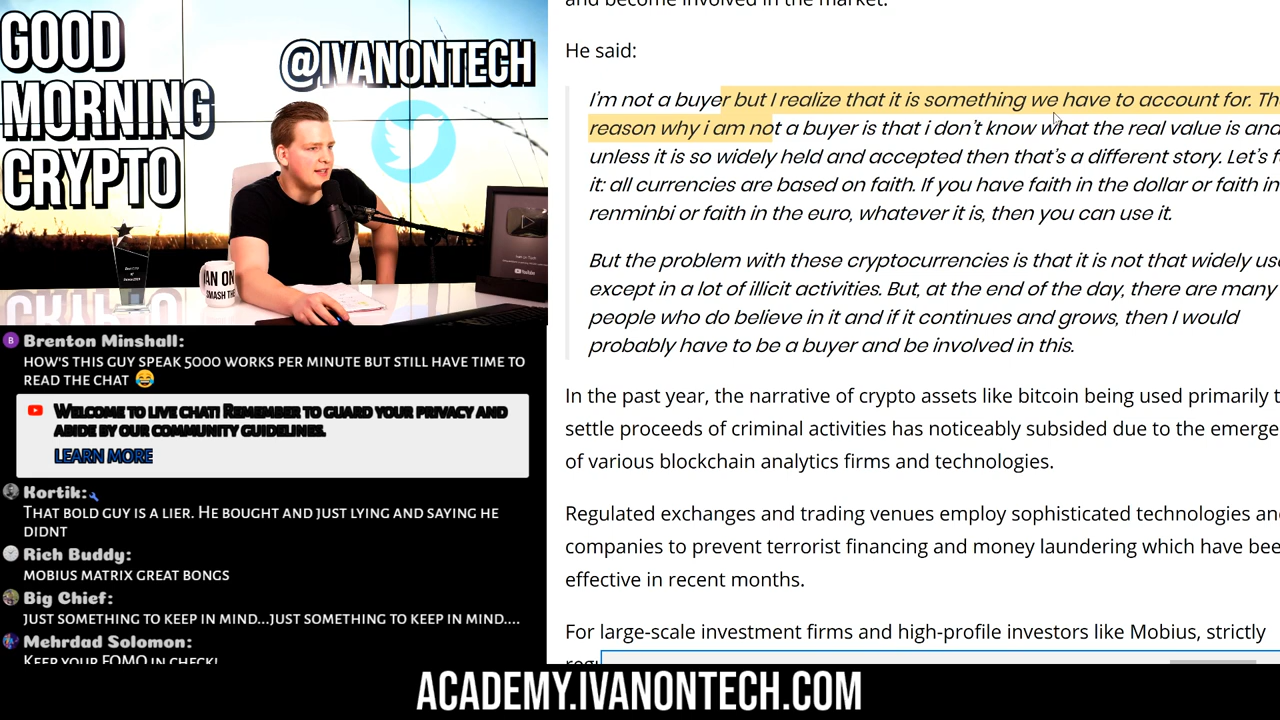 GOOD
MORNING
CRYPTO
@IVANONTECH
AN ON
SMASH THE
YouTube
Brenton Minshall:
HOW'S THIS GUY SPEAK 5000 WORKS PER MINUTE BUT STILL HAVE TIME TO
READ THE CHAT 😂
WELCOME TO LIVE CHAT! REMEMBER TO GUARD YOUR PRIVACY AND
ABIDE BY OUR COMMUNITY GUIDELINES.
LEARN MORE
Kortik:
THAT BOLD GUY IS A LIER. HE BOUGHT AND JUST LYING AND SAYING HE
DIDNT
Rich Buddy:
MOBIUS MATRIX GREAT BONGS
Big Chief:
JUST SOMETHING TO KEEP IN MIND...JUST SOMETHING TO KEEP IN MIND....
Mehrdad Solomon:
KEEP YOUR FOMO IN CHECK!
and become involved in the market.
He said:
I'm not a buyer but I realize that it is something we have to account for. Th
reason why i am not a buyer is that i don't know what the real value is and
unless it is so widely held and accepted then that's a different story. Let's f
it: all currencies are based on faith. If you have faith in the dollar or faith in
renminbi or faith in the euro, whatever it is, then you can use it.
But the problem with these cryptocurrencies is that it is not that widely use
except in a lot of illicit activities. But, at the end of the day, there are many
people who do believe in it and if it continues and grows, then I would
probably have to be a buyer and be involved in this.
In the past year, the narrative of crypto assets like bitcoin being used primarily t
settle proceeds of criminal activities has noticeably subsided due to the emerge
of various blockchain analytics firms and technologies.
Regulated exchanges and trading venues employ sophisticated technologies and
companies to prevent terrorist financing and money laundering which have bee
effective in recent months.
For large-scale investment firms and high-profile investors like Mobius, strictly
ACADEMY.IVANONTECH.COM